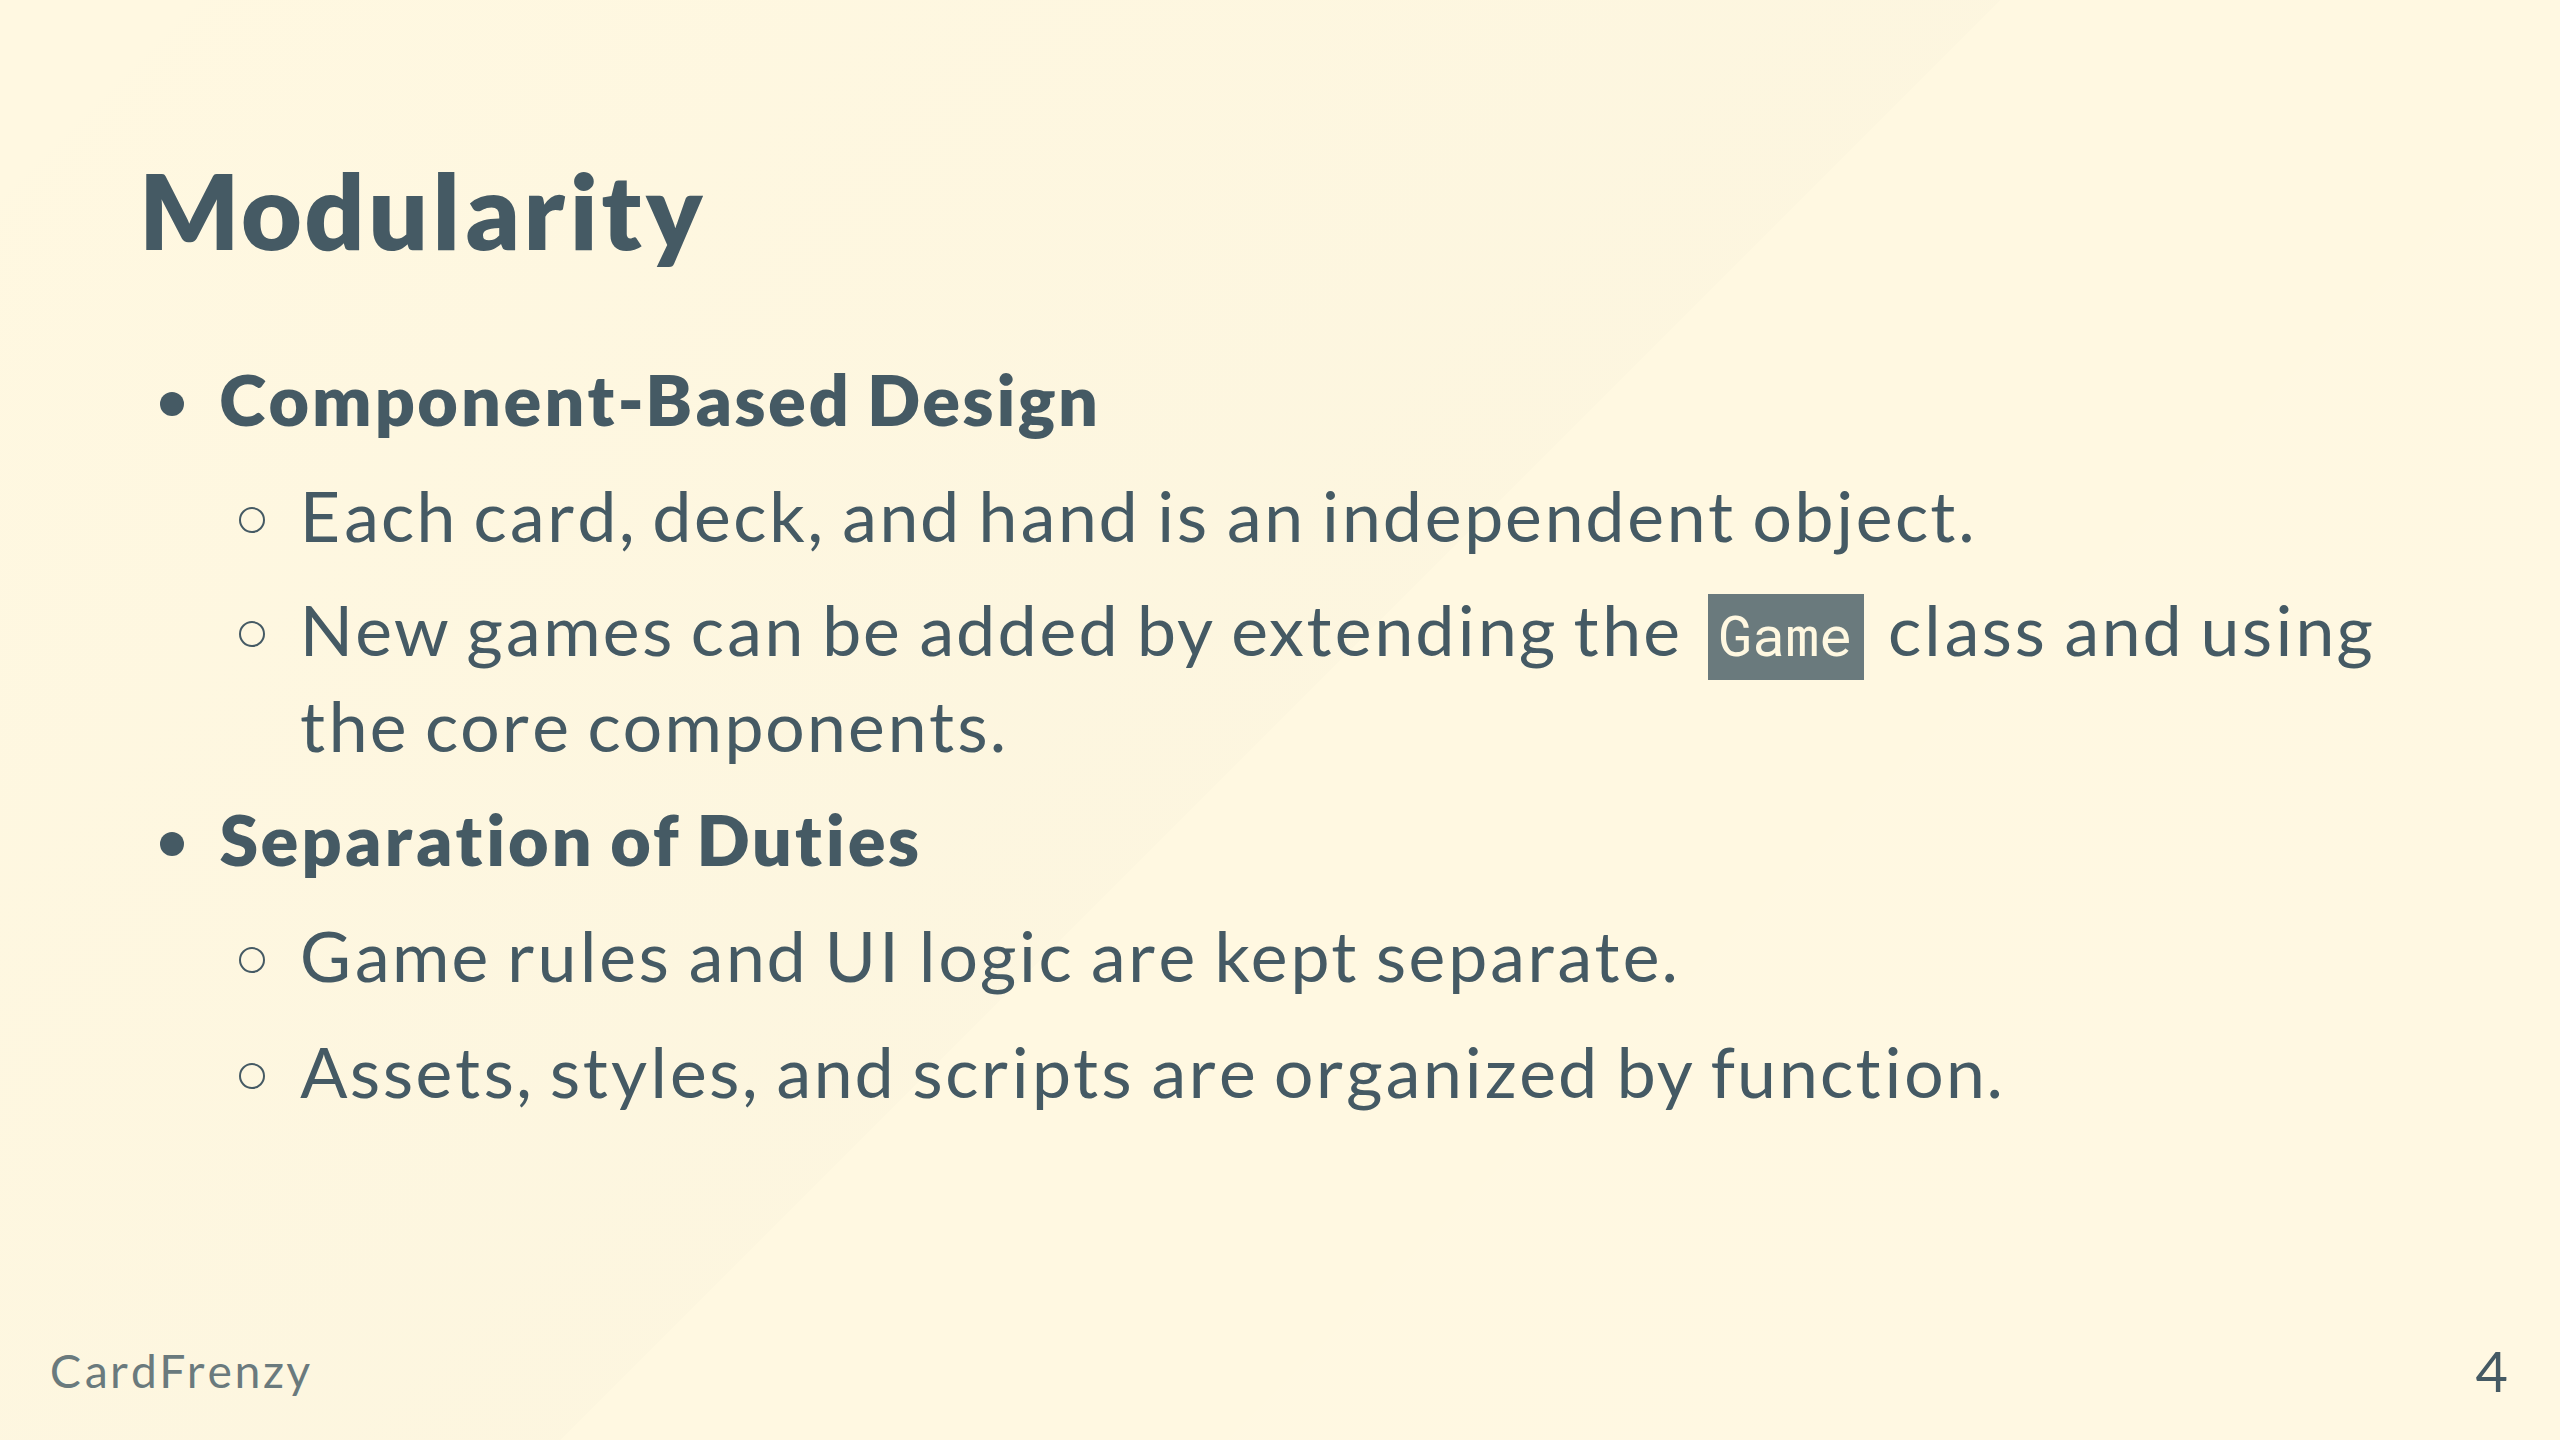 Modularity
Component-Based Design
Each card, deck, and hand is an independent object.
New games can be added by extending the Game class and using
the core components.
Separation of Duties
Game rules and UI logic are kept separate.
Assets, styles, and scripts are organized by function.
CardFrenzy
4